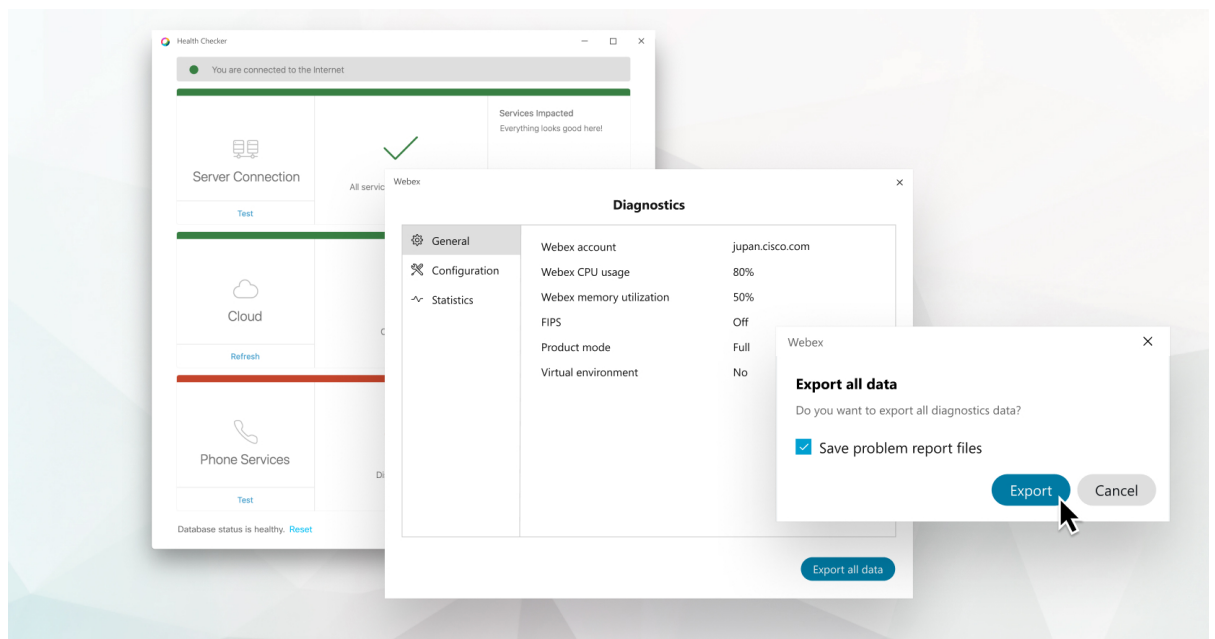 Health Checker
You are connected to the Internet
Services Impacted
Everything looks good here!
Server Connection
All servic
Test
Cloud
Refresh
Phone Services
Di
Test
Database status is healthy. Reset
Webex
Diagnostics
General
Configuration
Statistics
Webex account jupan.cisco.com
Webex CPU usage 80%
Webex memory utilization 50%
FIPS Off
Product mode Full
Virtual environment No
Export all data
Webex
Export all data
Do you want to export all diagnostics data?
Save problem report files
Export Cancel